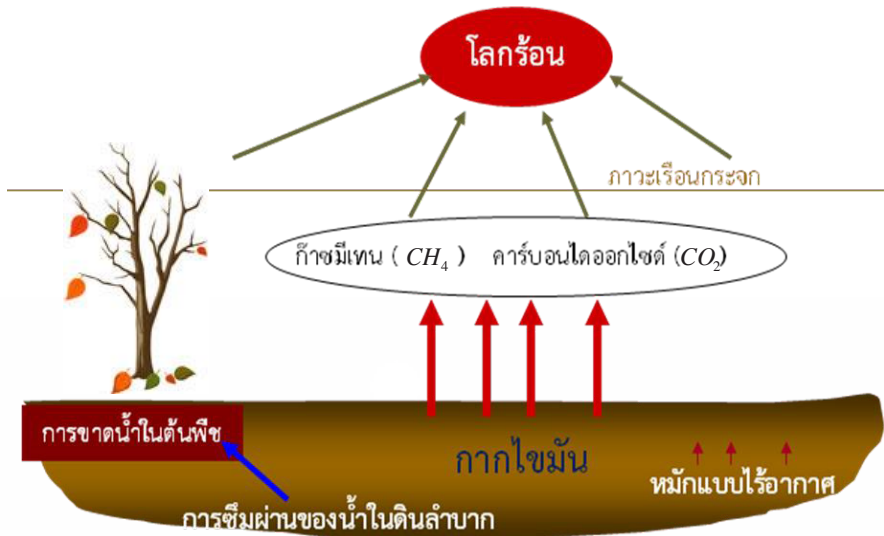 โลกร้อน
ภาวะเรือนกระจก
ก๊าซมีเทน ( CH₄ ) คาร์บอนไดออกไซด์ (CO₂)
การขาดน้ำในต้นพืช
กากไขมัน
หมักแบบไร้อากาศ
การซึมผ่านของน้ำในดินลำบาก